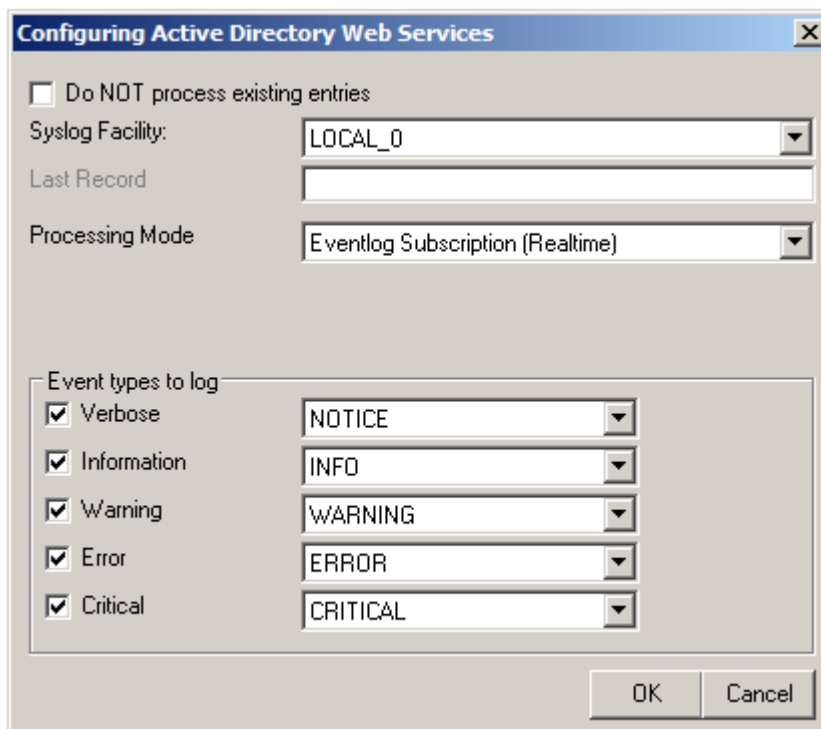 Configuring Active Directory Web Services
Do NOT process existing entries
Syslog Facility: LOCAL_0
Last Record
Processing Mode Eventlog Subscription (Realtime)
Event types to log
Verbose NOTICE
Information INFO
Warning WARNING
Error ERROR
Critical CRITICAL
OK Cancel